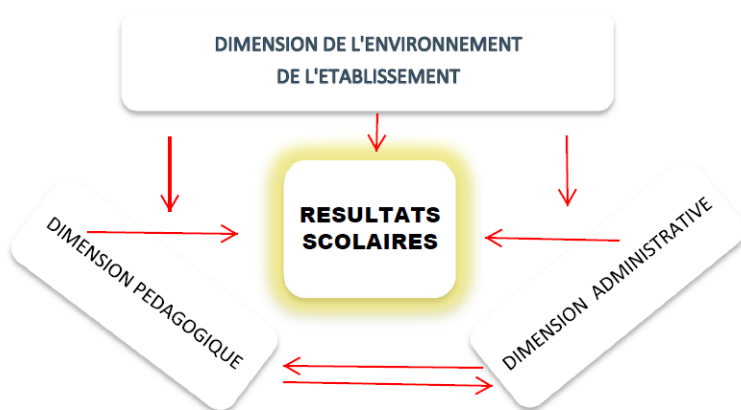 DIMENSION DE L'ENVIRONNEMENT
DE L'ETABLISSEMENT
RESULTATS
SCOLAIRES
DIMENSION PEDAGOGIQUE
DIMENSION ADMINISTRATIVE